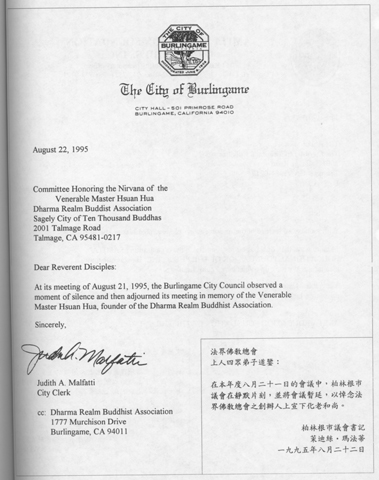 THE CITY OF
BURLINGAME
The City of Burlingame
CITY HALL - 501 PRIMROSE ROAD
BURLINGAME, CALIFORNIA 94010
August 22, 1995
Committee Honoring the Nirvana of the
Venerable Master Hsuan Hua
Dharma Realm Buddist Association
Sagely City of Ten Thousand Buddhas
2001 Talmage Road
Talmage, CA 95481-0217
Dear Reverent Disciples:
At its meeting of August 21, 1995, the Burlingame City Council observed a
moment of silence and then adjourned its meeting in memory of the Venerable
Master Hsuan Hua, founder of the Dharma Realm Buddhist Association.
Sincerely,
Judith A. Malfatti
Judith A. Malfatti
City Clerk
cc: Dharma Realm Buddhist Association
1777 Murchison Drive
Burlingame, CA 94011
法界佛教總會
上人四眾弟子道鑒：
在本年度八月二十一日的會議中，柏林根市
議會在靜默片刻，並將會議暫延，以悼念法
界佛教總會之創辦人上宣下化老和尚。
柏林根市議會書記
茱迪絲‧瑪法蒂
一九九五年八月二十二日